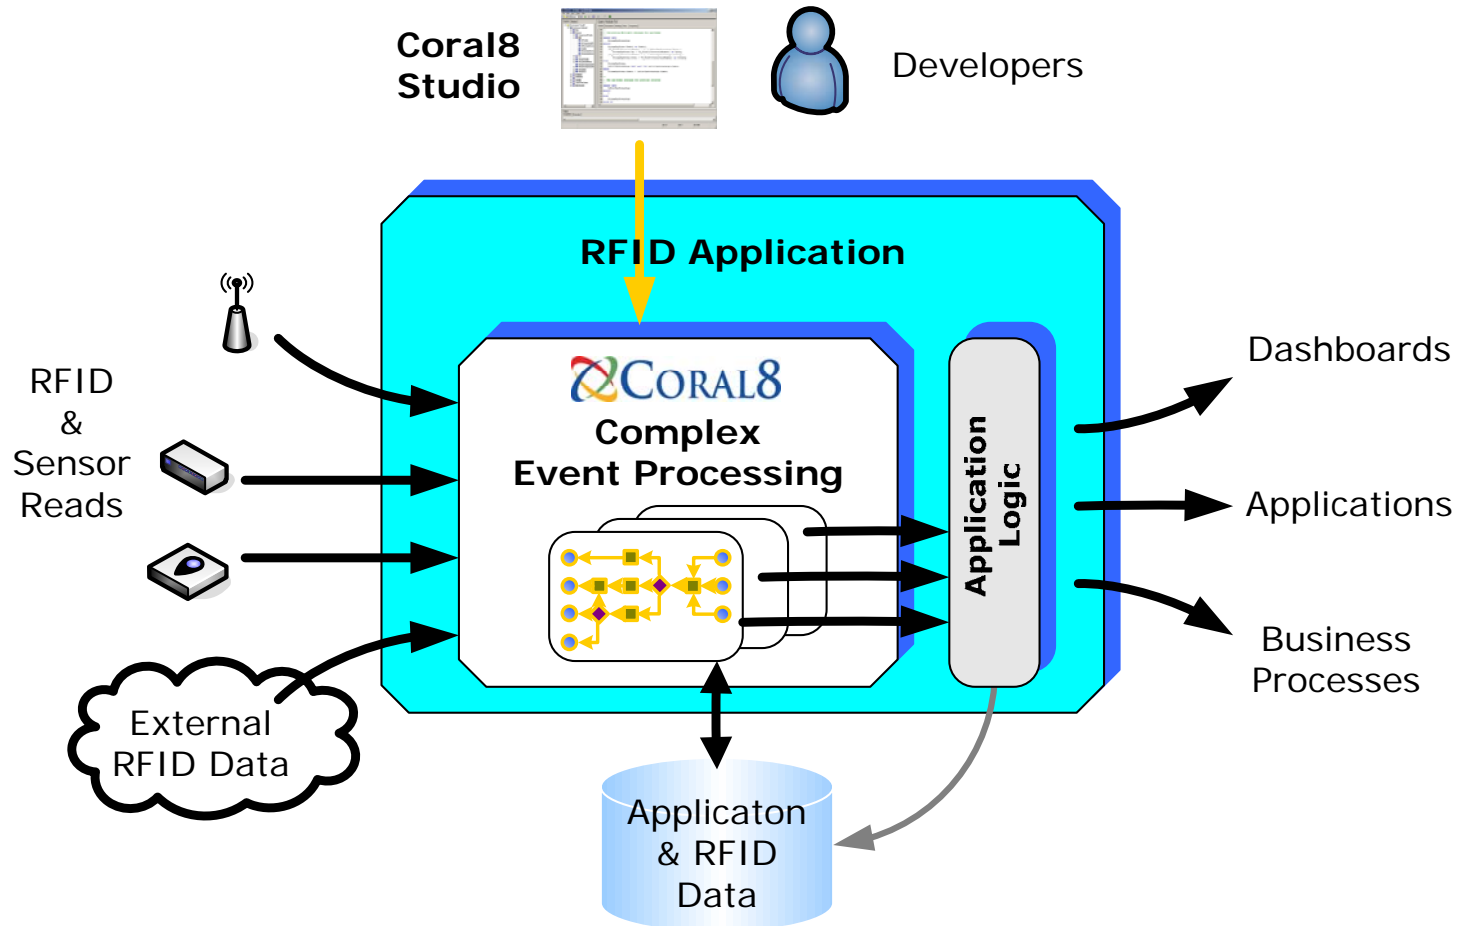 Coral8
Studio
Developers
RFID Application
RFID
&
Sensor
Reads
CORAL8
Complex
Event Processing
Application
Logic
Dashboards
Applications
Business
Processes
External
RFID Data
Applicaton
& RFID
Data